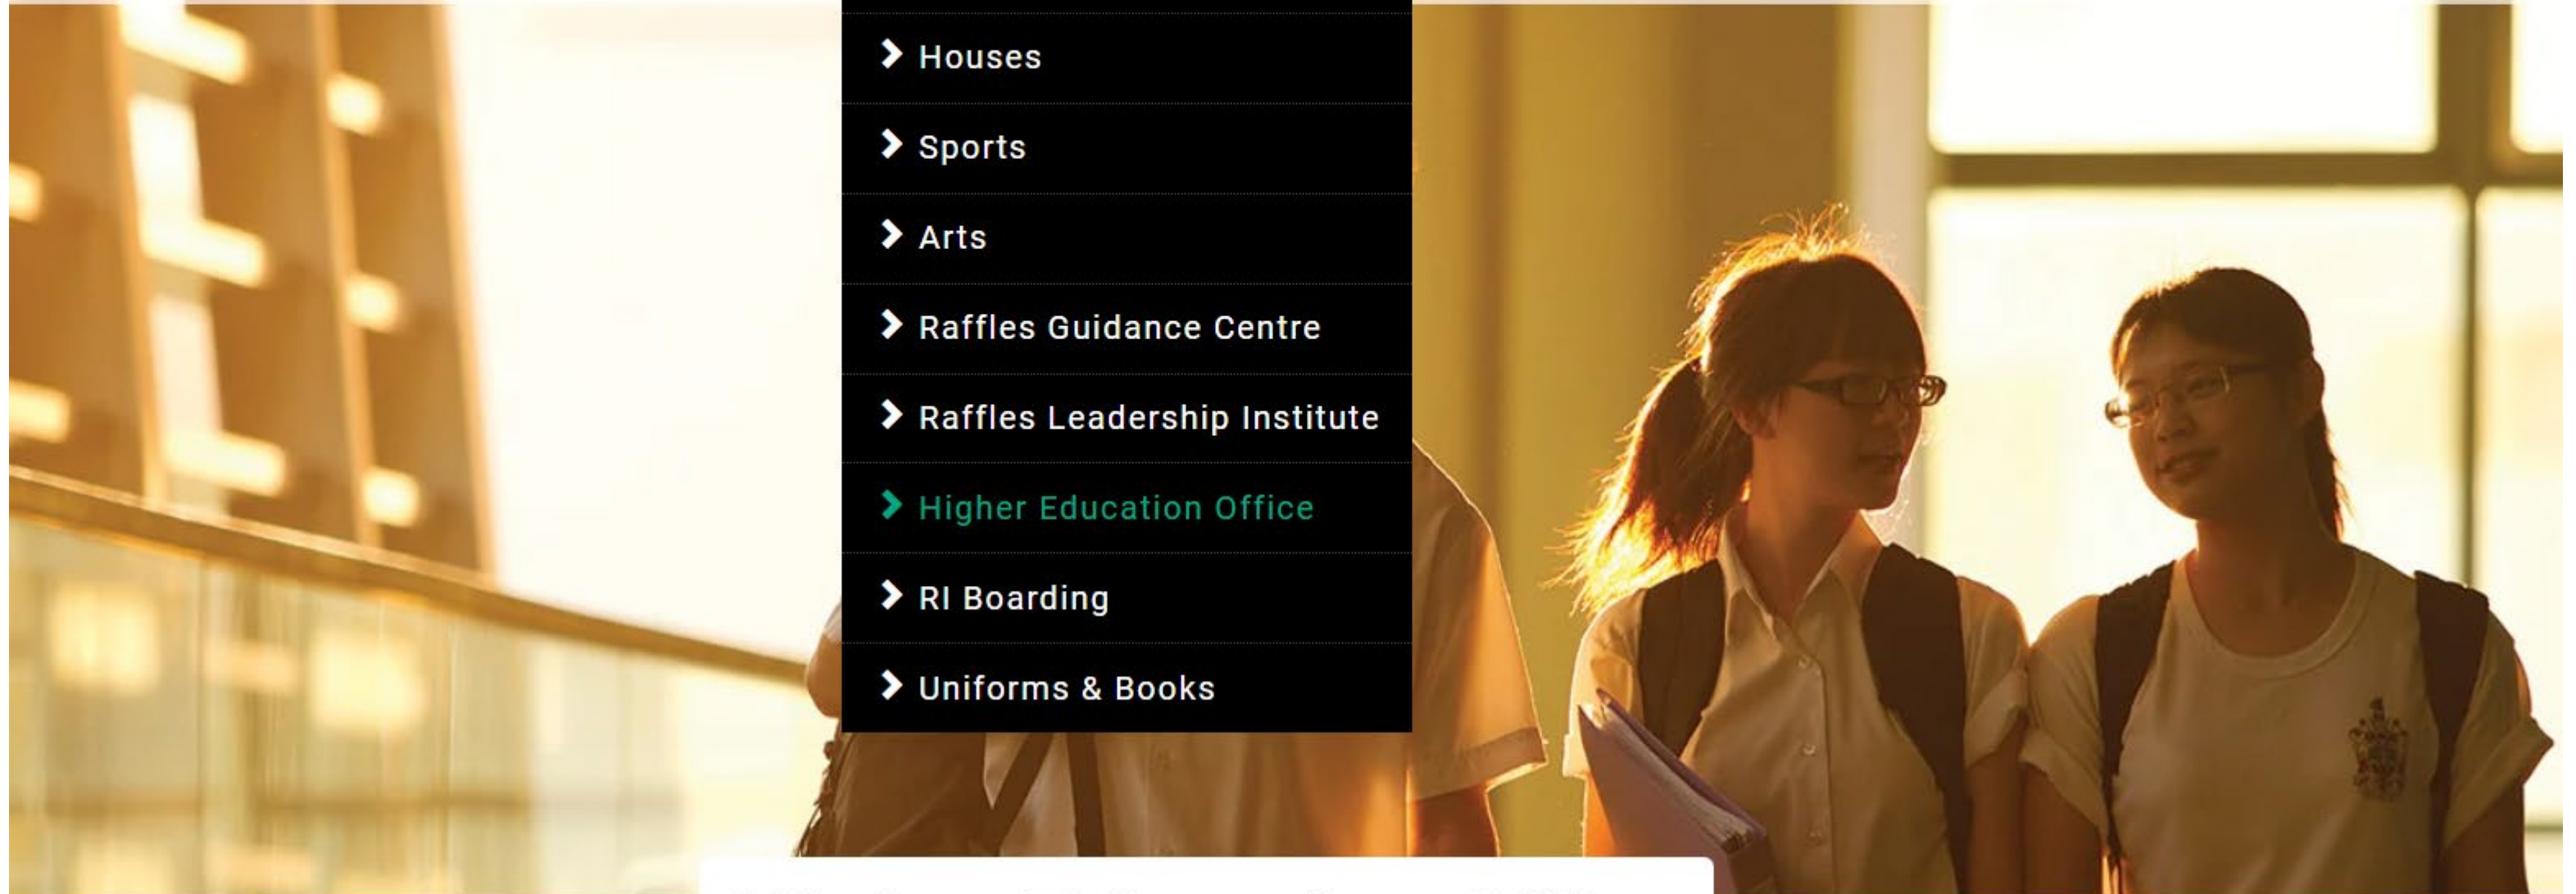 Houses
Sports
Arts
Raffles Guidance Centre
Raffles Leadership Institute
Higher Education Office
RI Boarding
Uniforms & Books